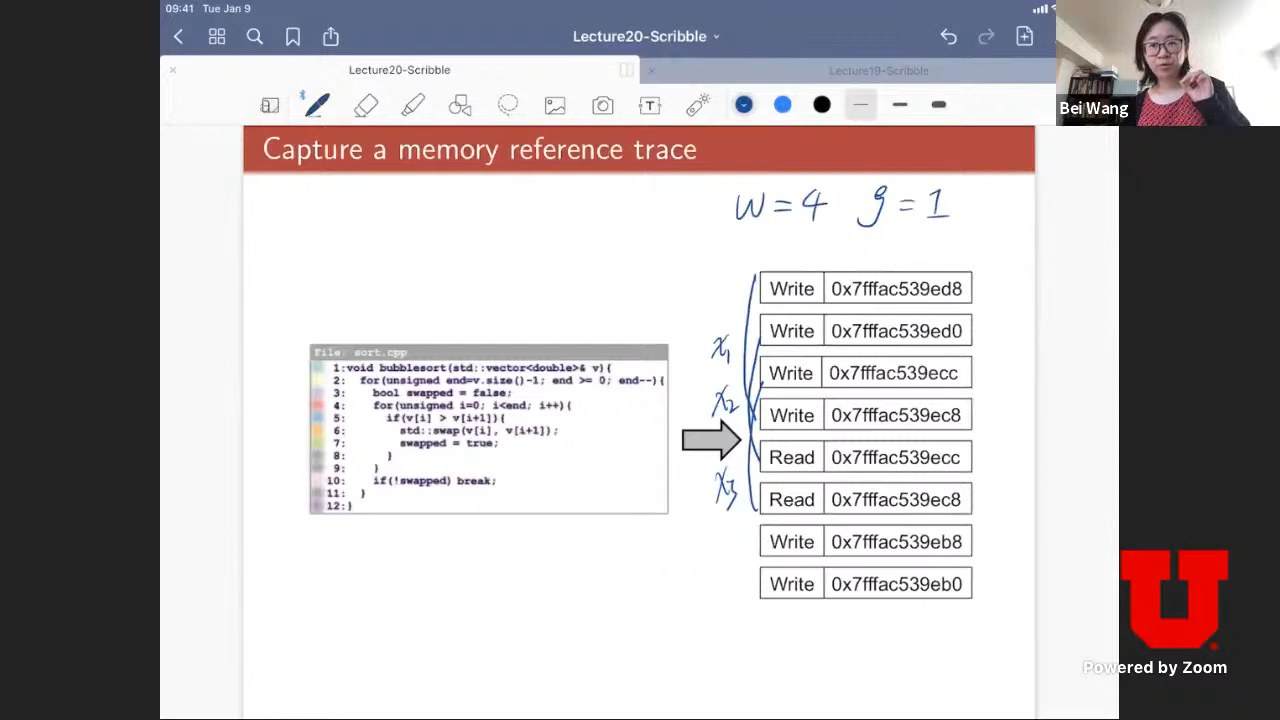 09:41 Tue Jan 9
Lecture20-Scribble
Bei Wang
Lecture20-Scribble
Lecture19-Scribble
T
Capture a memory reference trace
W=4 g=1
Write 0x7fffac539ed8
Write 0x7fffac539ed0
x1
Write 0x7fffac539ecc
x2
Write 0x7fffac539ec8
Read 0x7fffac539ecc
x3
Read 0x7fffac539ec8
Write 0x7fffac539eb8
Write 0x7fffac539eb0
File: sort.cpp
1:void bubblesort(std::vector<double>& v){
2: for(unsigned end=v.size()-1; end >= 0; end--){
3: bool swapped = false;
4: for(unsigned i=0; i<end; i++){
5: if(v[i] > v[i+1]){
6: std::swap(v[i], v[i+1]);
7: swapped = true;
8: }
9: }
10: if(!swapped) break;
11: }
12:}
U
Powered by Zoom